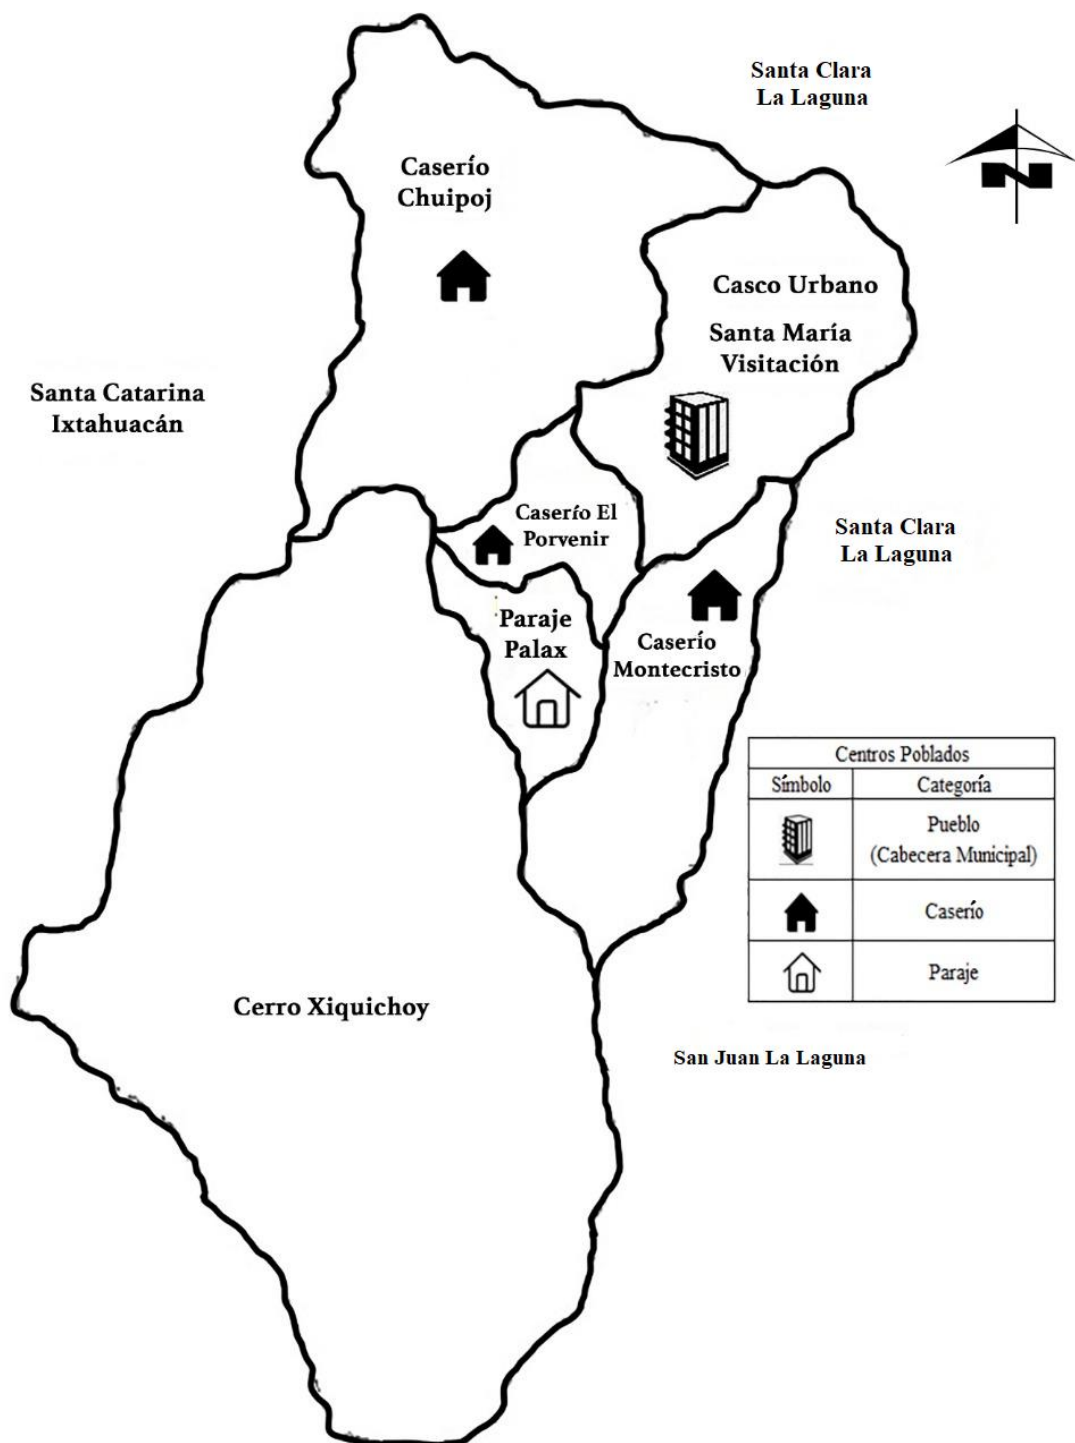 Santa Clara
La Laguna
N
Caserío
Chuipoj
Casco Urbano
Santa María
Visitación
Santa Catarina
Ixtahuacán
Caserío El
Porvenir
Santa Clara
La Laguna
Paraje
Palax
Caserío
Montecristo
Centros Poblados
Símbolo Categoría
Pueblo
(Cabecera Municipal)
Caserío
Paraje
Cerro Xiquichoy
San Juan La Laguna